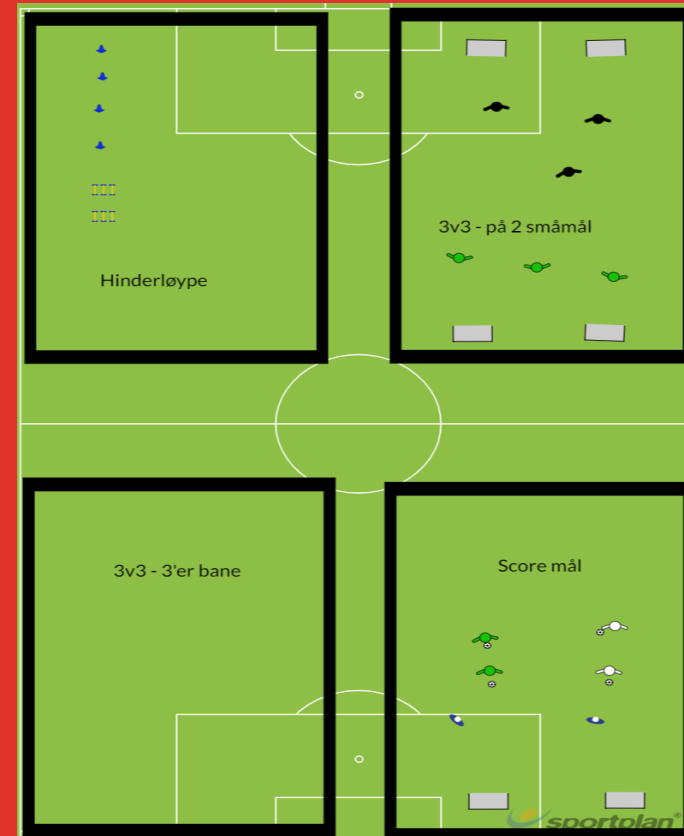 3v3 - på 2 småmål
Hinderløype
3v3 - 3'er bane
Score mål
sportplan®